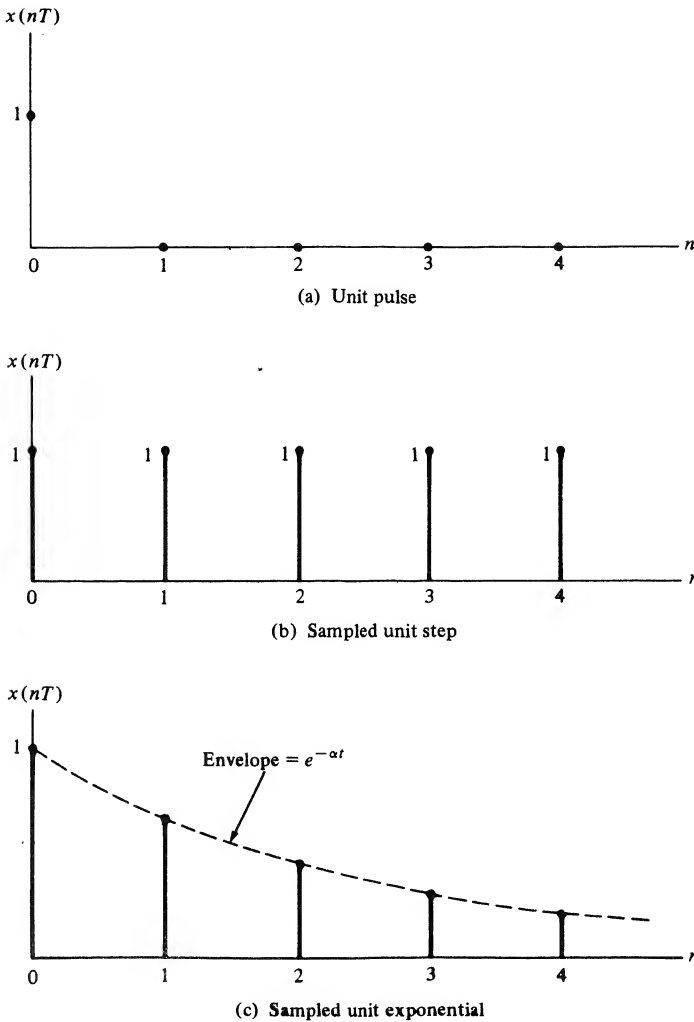 x(nT)
1
n
0 1 2 3 4
(a) Unit pulse
x(nT)
1 1 1 1 1
0 1 2 3 4
(b) Sampled unit step
x(nT)
1
Envelope = e^{-αt}
0 1 2 3 4
(c) Sampled unit exponential